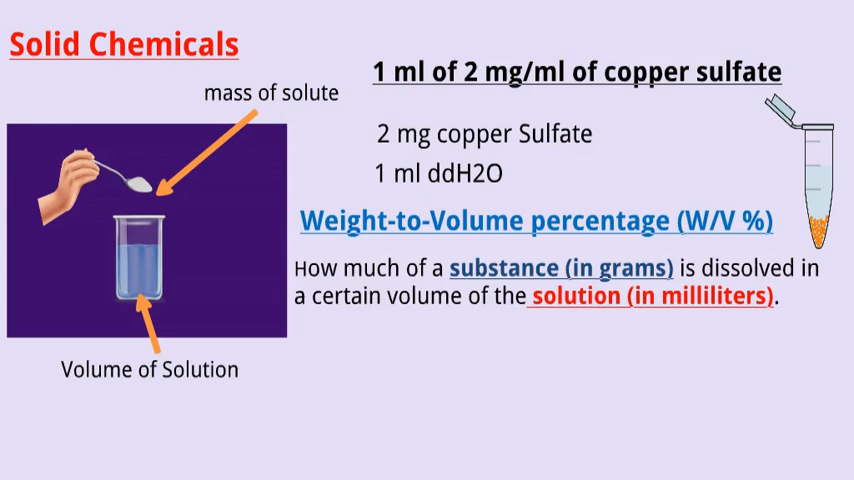 Solid Chemicals
mass of solute
1 ml of 2 mg/ml of copper sulfate
2 mg copper Sulfate
1 ml ddH2O
Weight-to-Volume percentage (W/V %)
How much of a substance (in grams) is dissolved in
a certain volume of the solution (in milliliters).
Volume of Solution